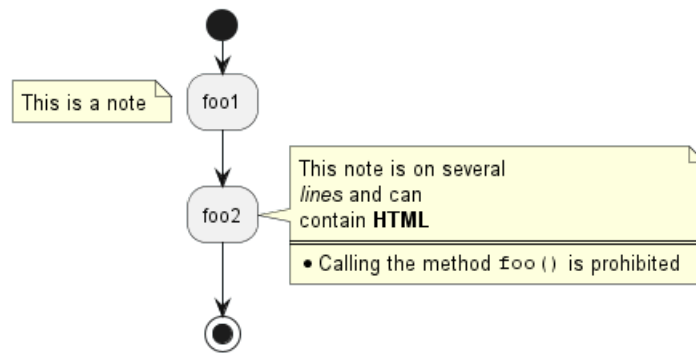 foo1
This is a note
foo2
This note is on several
lines and can
contain HTML
• Calling the method foo() is prohibited